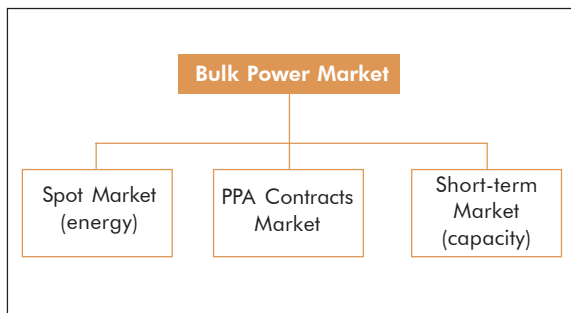 Bulk Power Market
Spot Market
(energy)
PPA Contracts
Market
Short-term
Market
(capacity)